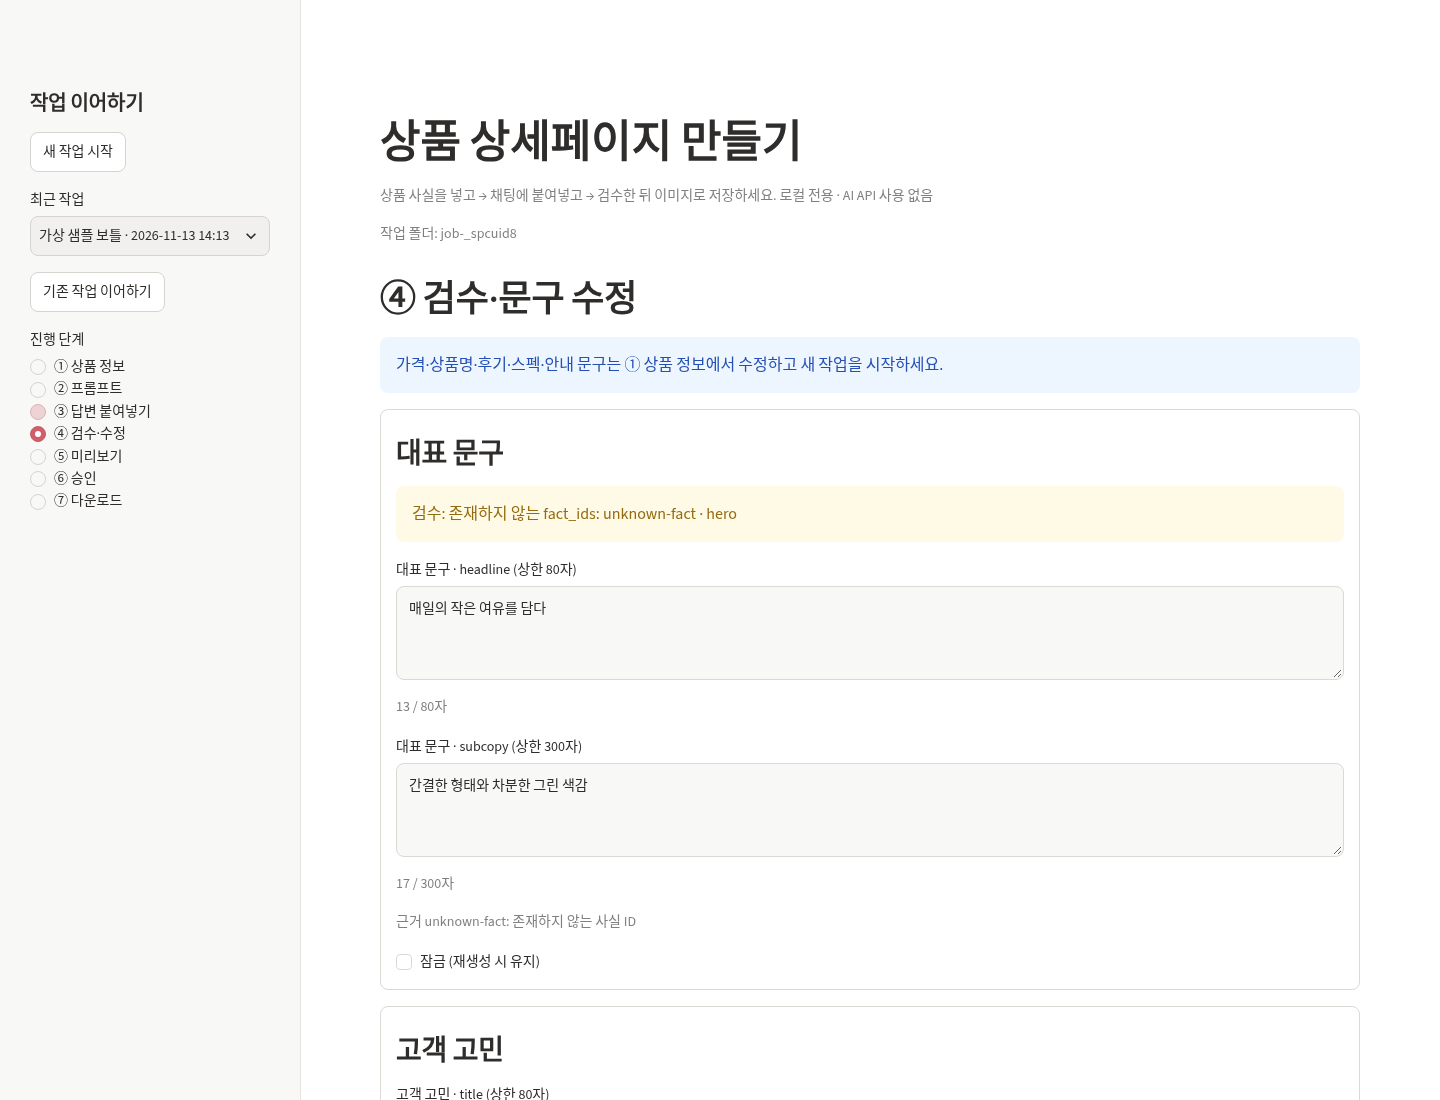 작업 이어하기
새 작업 시작
최근 작업
가상 샘플 보틀 · 2026-11-13 14:13
기존 작업 이어하기
진행 단계
① 상품 정보
② 프롬프트
③ 답변 붙여넣기
④ 검수·수정
⑤ 미리보기
⑥ 승인
⑦ 다운로드
상품 상세페이지 만들기
상품 사실을 넣고 → 채팅에 붙여넣고 → 검수한 뒤 이미지로 저장하세요. 로컬 전용 · AI API 사용 없음
작업 폴더: job-_spcuid8
④ 검수·문구 수정
가격·상품명·후기·스펙·안내 문구는 ① 상품 정보에서 수정하고 새 작업을 시작하세요.
대표 문구
검수: 존재하지 않는 fact_ids: unknown-fact · hero
대표 문구 · headline (상한 80자)
매일의 작은 여유를 담다
13 / 80자
대표 문구 · subcopy (상한 300자)
간결한 형태와 차분한 그린 색감
17 / 300자
근거 unknown-fact: 존재하지 않는 사실 ID
잠금 (재생성 시 유지)
고객 고민
고객 고민 · title (상한 80자)